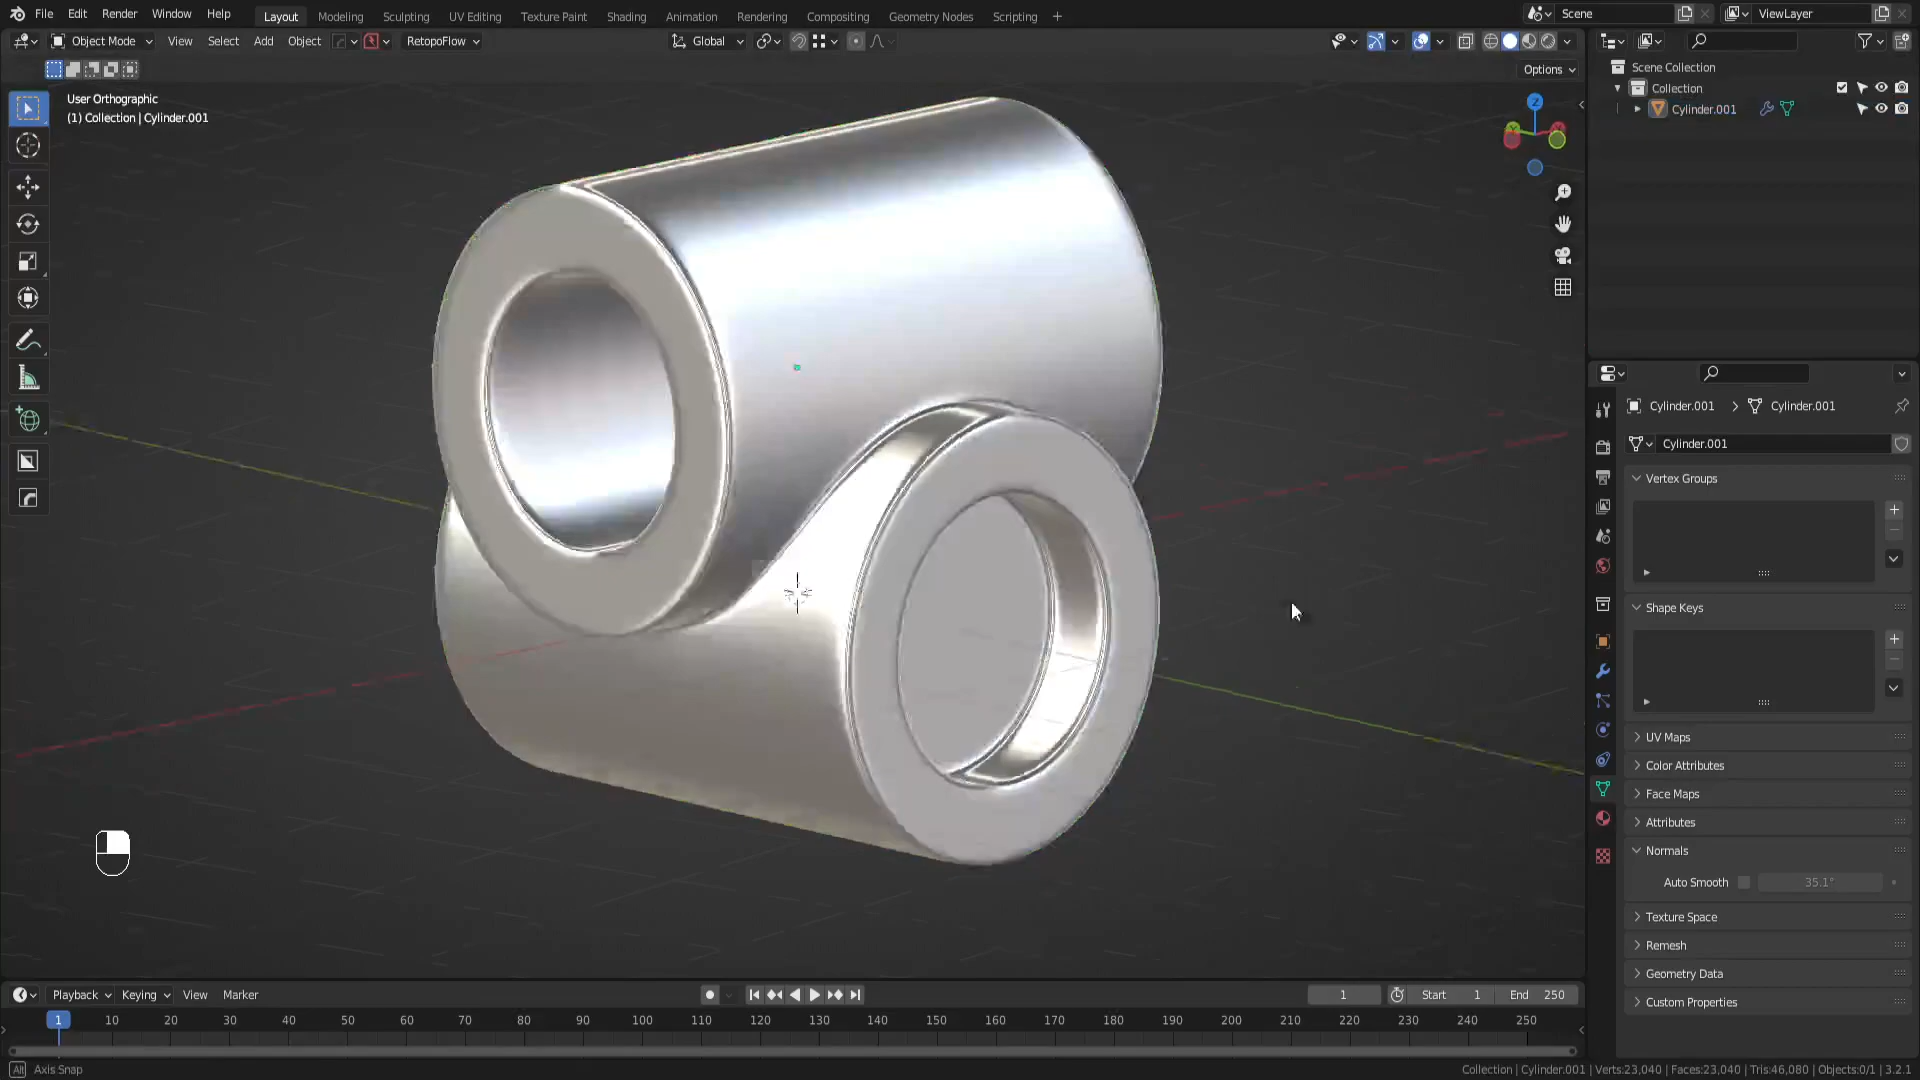 File Edit Render Window Help Layout Modeling Sculpting UV Editing Texture Paint Shading Animation Rendering Compositing Geometry Nodes Scripting + Scene ViewLayer
Object Mode View Select Add Object RetopoFlow Global
Options
Scene Collection
Collection
Cylinder.001
User Orthographic
(1) Collection | Cylinder.001
Z
Cylinder.001 Cylinder.001
Cylinder.001
Vertex Groups
Shape Keys
UV Maps
Color Attributes
Face Maps
Attributes
Normals
Auto Smooth 35.1°
Texture Space
Remesh
Geometry Data
Custom Properties
Playback Keying View Marker 1 Start 1 End 250
1 10 20 30 40 50 60 70 80 90 100 110 120 130 140 150 160 170 180 190 200 210 220 230 240 250
Alt Axis Snap
Collection | Cylinder.001 | Verts:23,040 | Faces:23,040 | Tris:46,080 | Objects:0/1 | 3.2.1